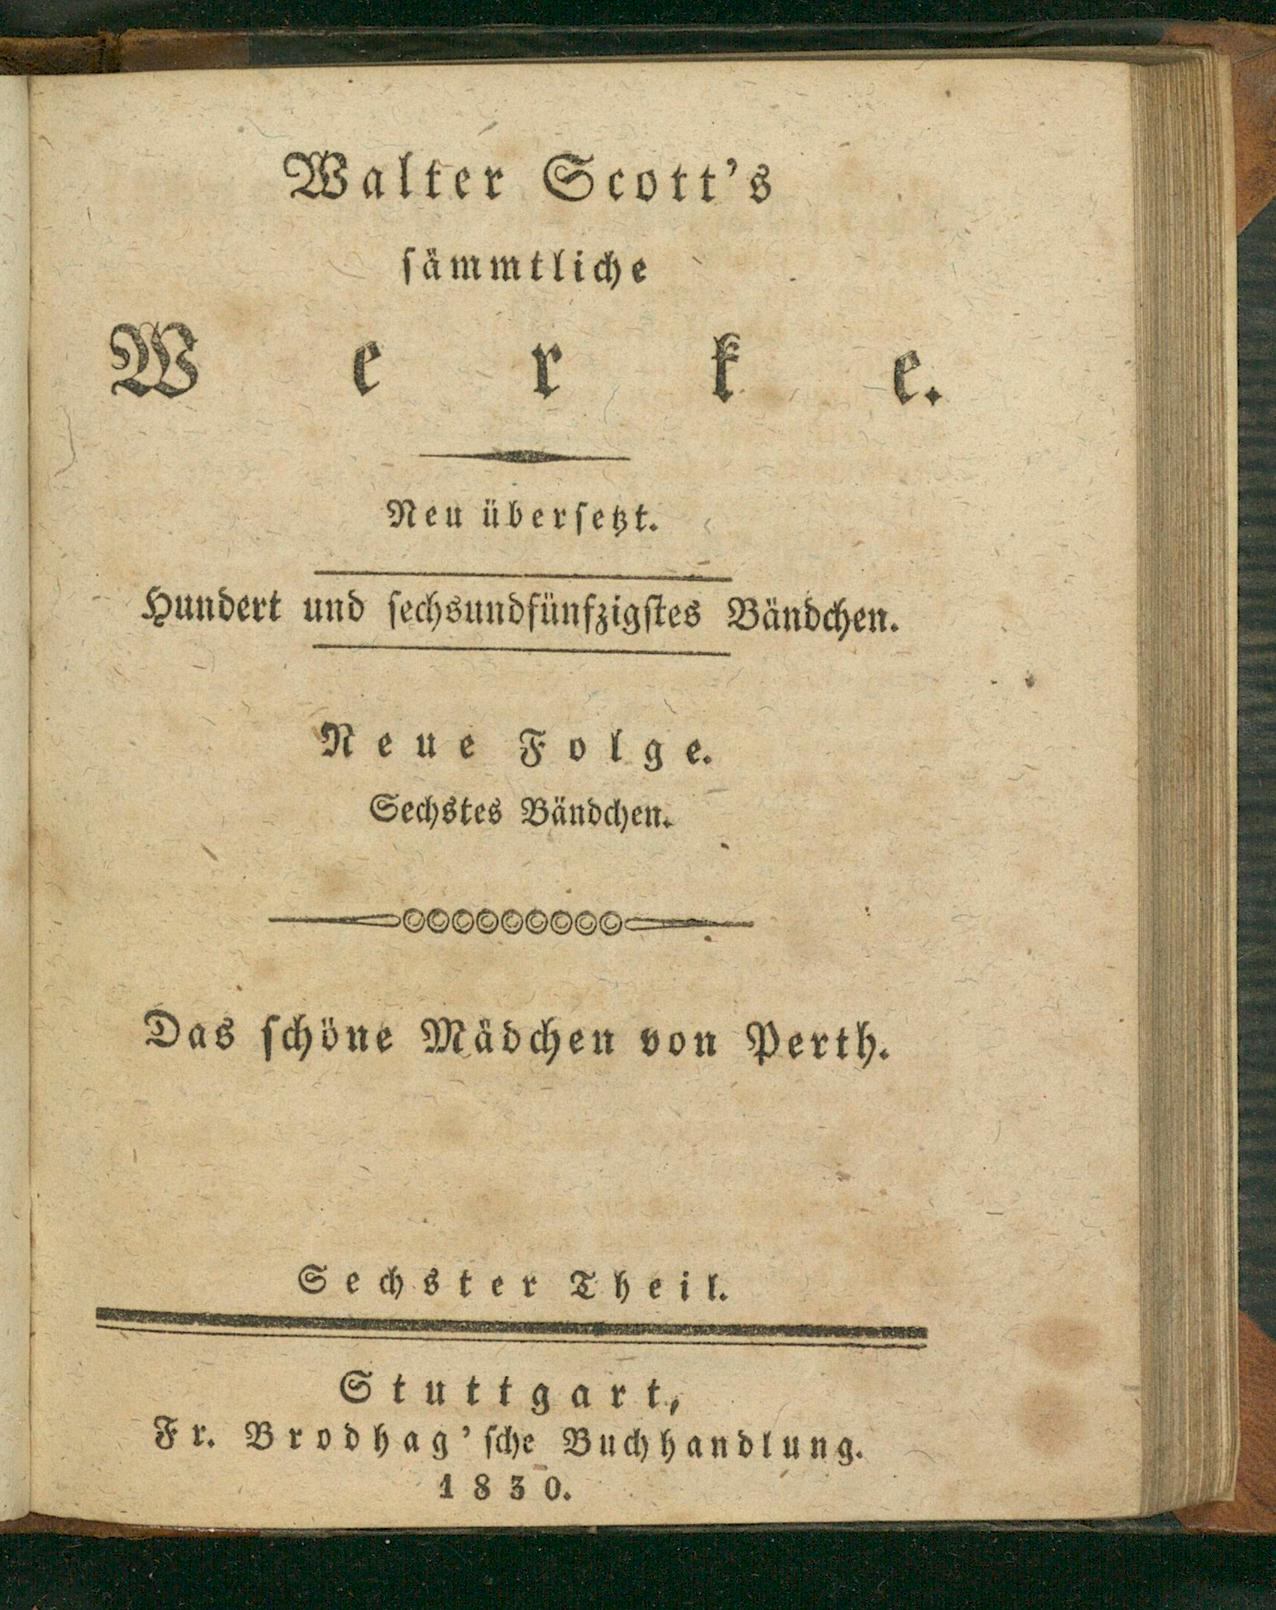 Walter Scott's
sämmtliche
Werke.
Neu übersetzt.
Hundert und sechsundfünfzigstes Bändchen.
Neue Folge.
Sechstes Bändchen.
Das schöne Mädchen von Perth.
Sechster Theil.
Stuttgart,
Fr. Brodhag'sche Buchhandlung.
1830.